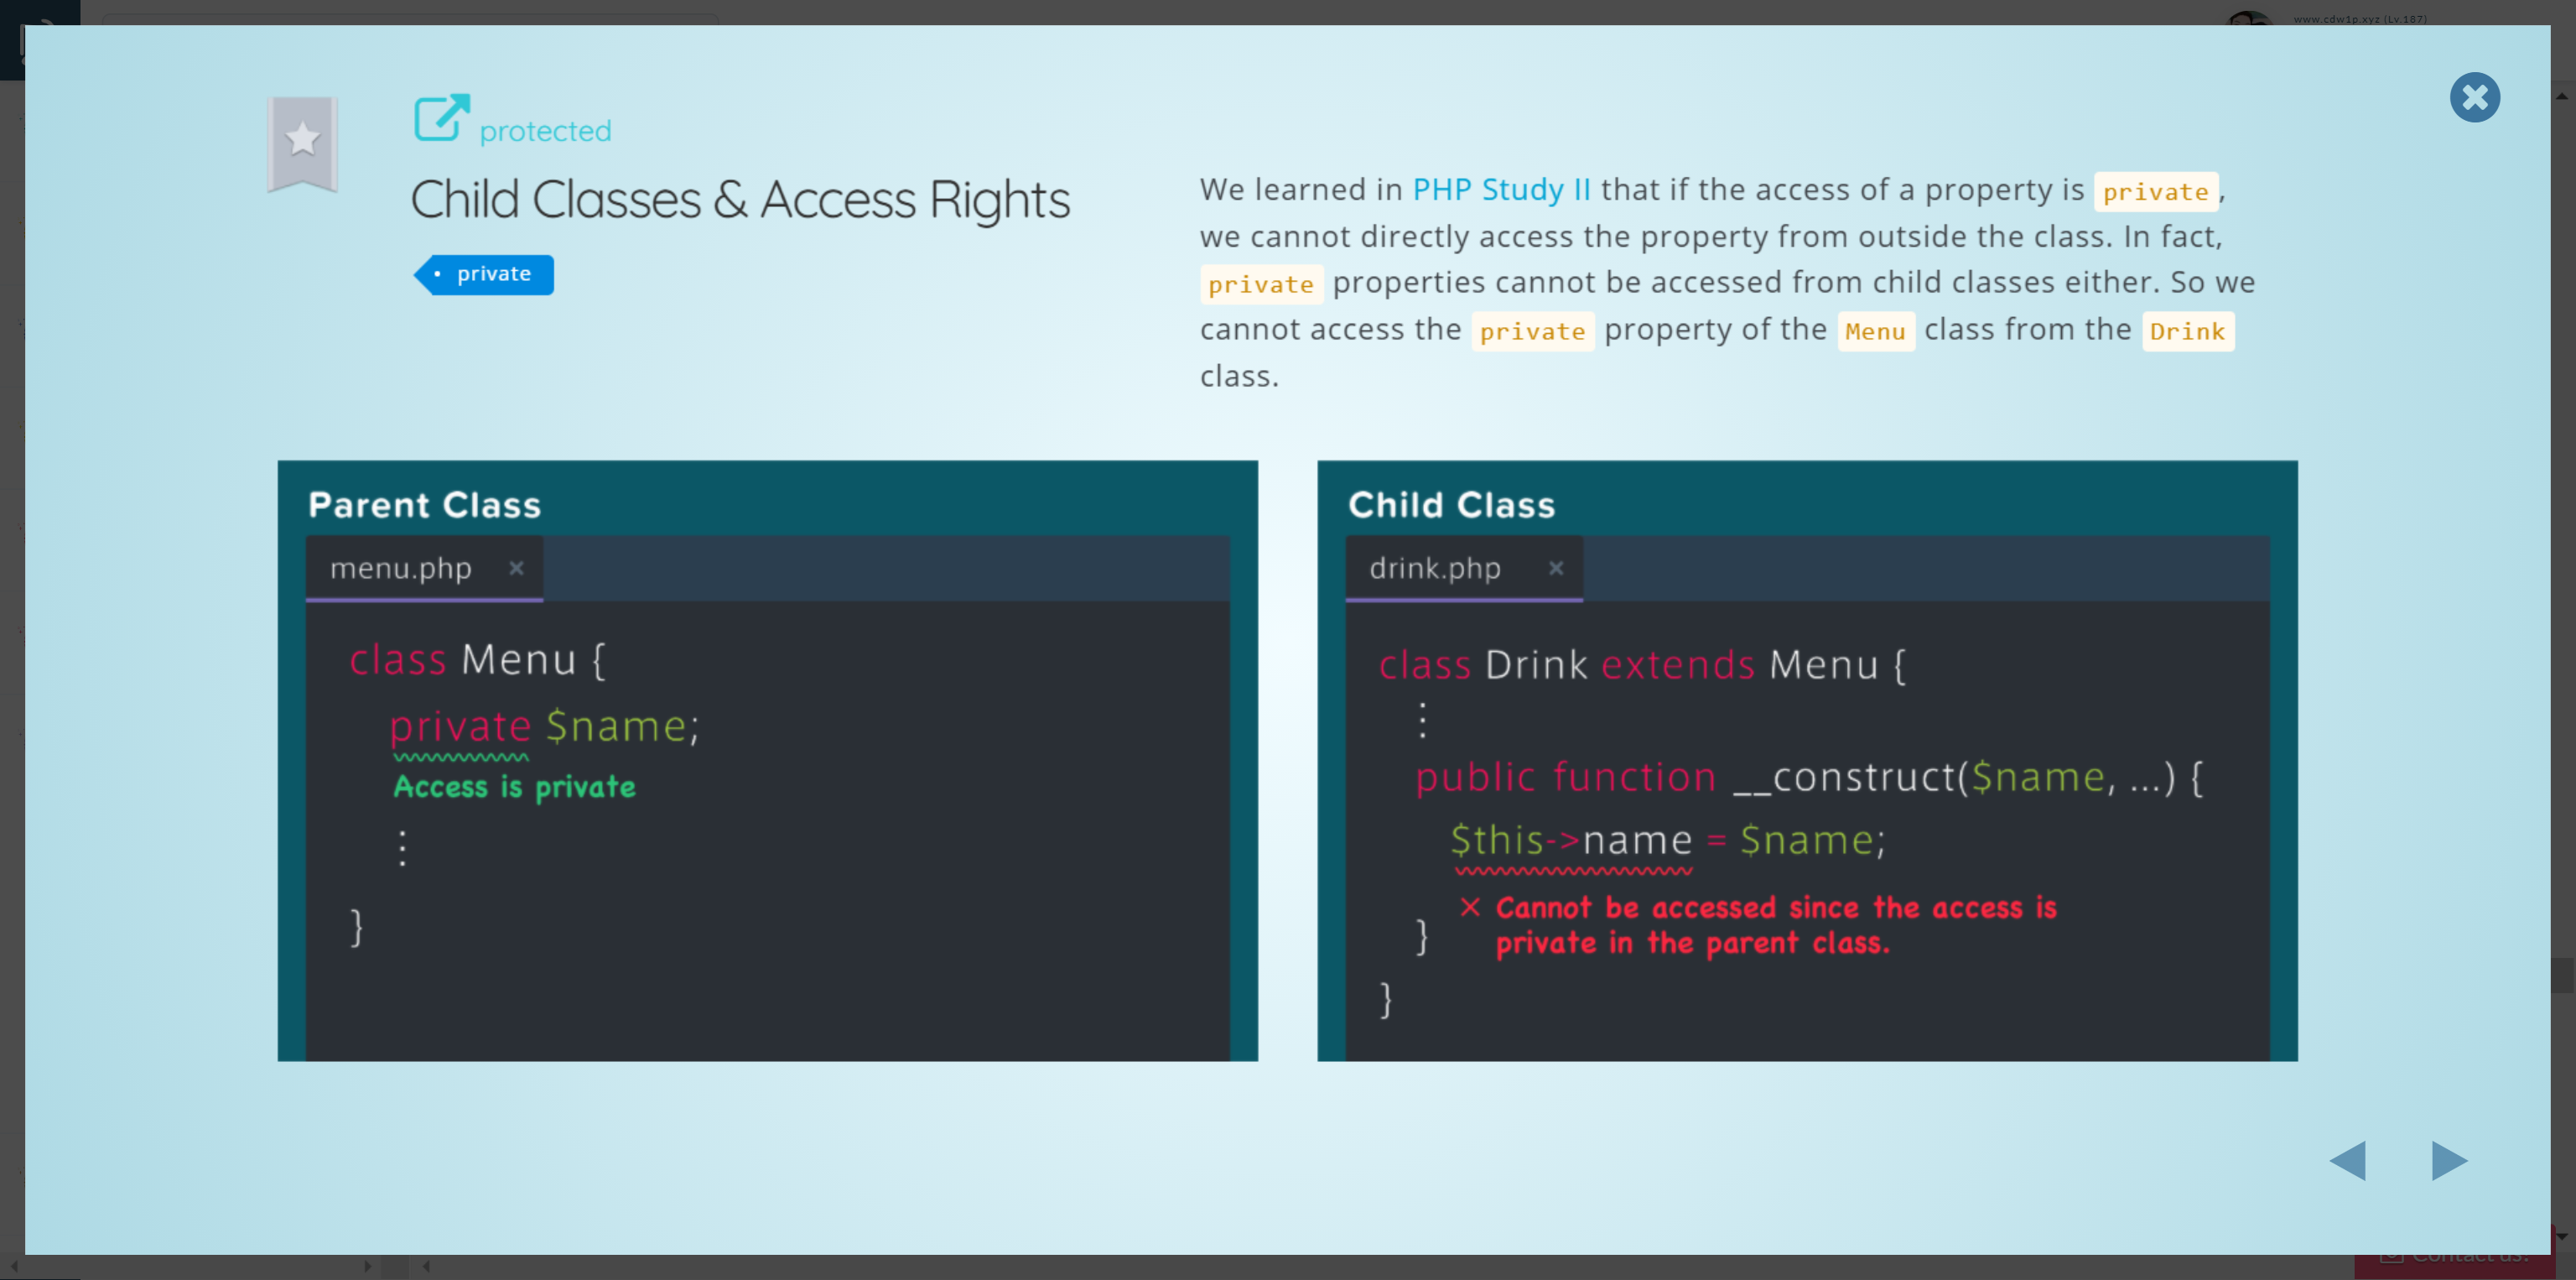 www.cdw1p.xyz (Lv.187)
protected
Child Classes & Access Rights
• private
We learned in PHP Study II that if the access of a property is private,
we cannot directly access the property from outside the class. In fact,
private properties cannot be accessed from child classes either. So we
cannot access the private property of the Menu class from the Drink
class.
Parent Class
menu.php ×
class Menu {
private $name;
Access is private
⋮
}
Child Class
drink.php ×
class Drink extends Menu {
⋮
public function __construct($name, ...) {
$this->name = $name;
× Cannot be accessed since the access is
private in the parent class.
}
}
Contact us!